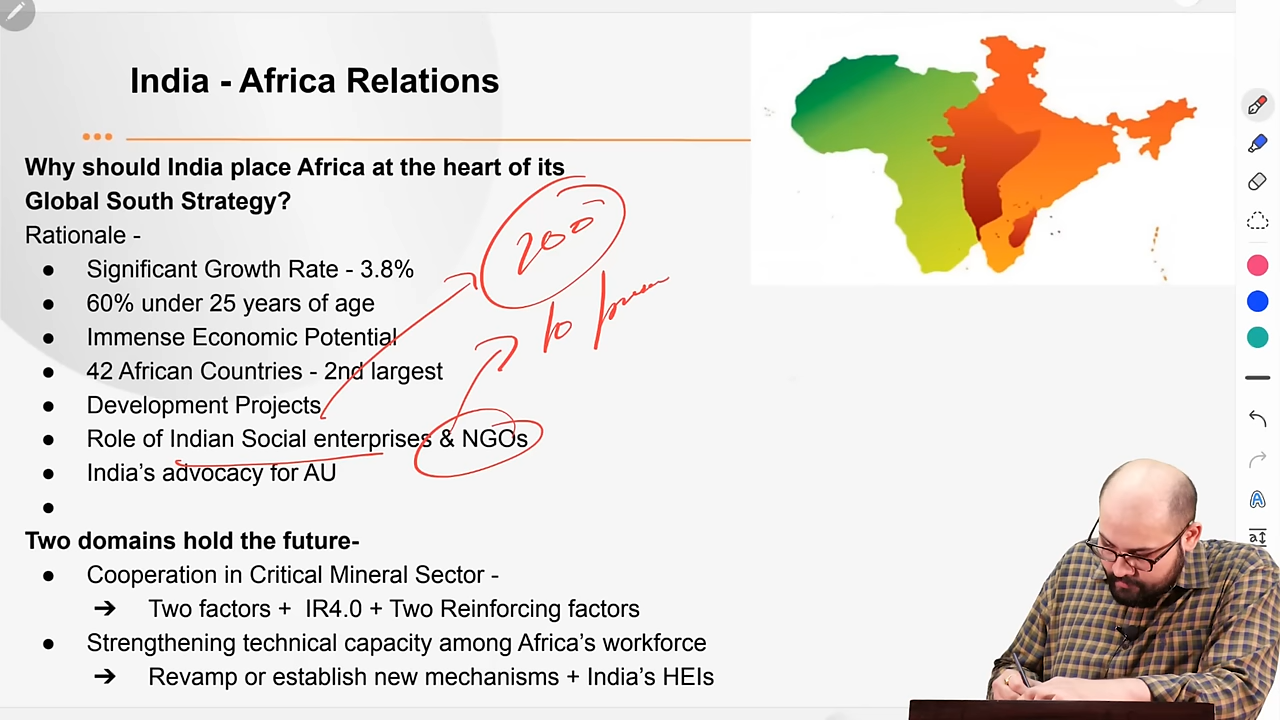 India - Africa Relations
Why should India place Africa at the heart of its
Global South Strategy?
Rationale -
● Significant Growth Rate - 3.8%
● 60% under 25 years of age
● Immense Economic Potential
● 42 African Countries - 2nd largest
● Development Projects
● Role of Indian Social enterprises & NGOs
● India's advocacy for AU
●
200
to
Two domains hold the future-
● Cooperation in Critical Mineral Sector -
➔ Two factors + IR4.0 + Two Reinforcing factors
● Strengthening technical capacity among Africa's workforce
➔ Revamp or establish new mechanisms + India's HEIs